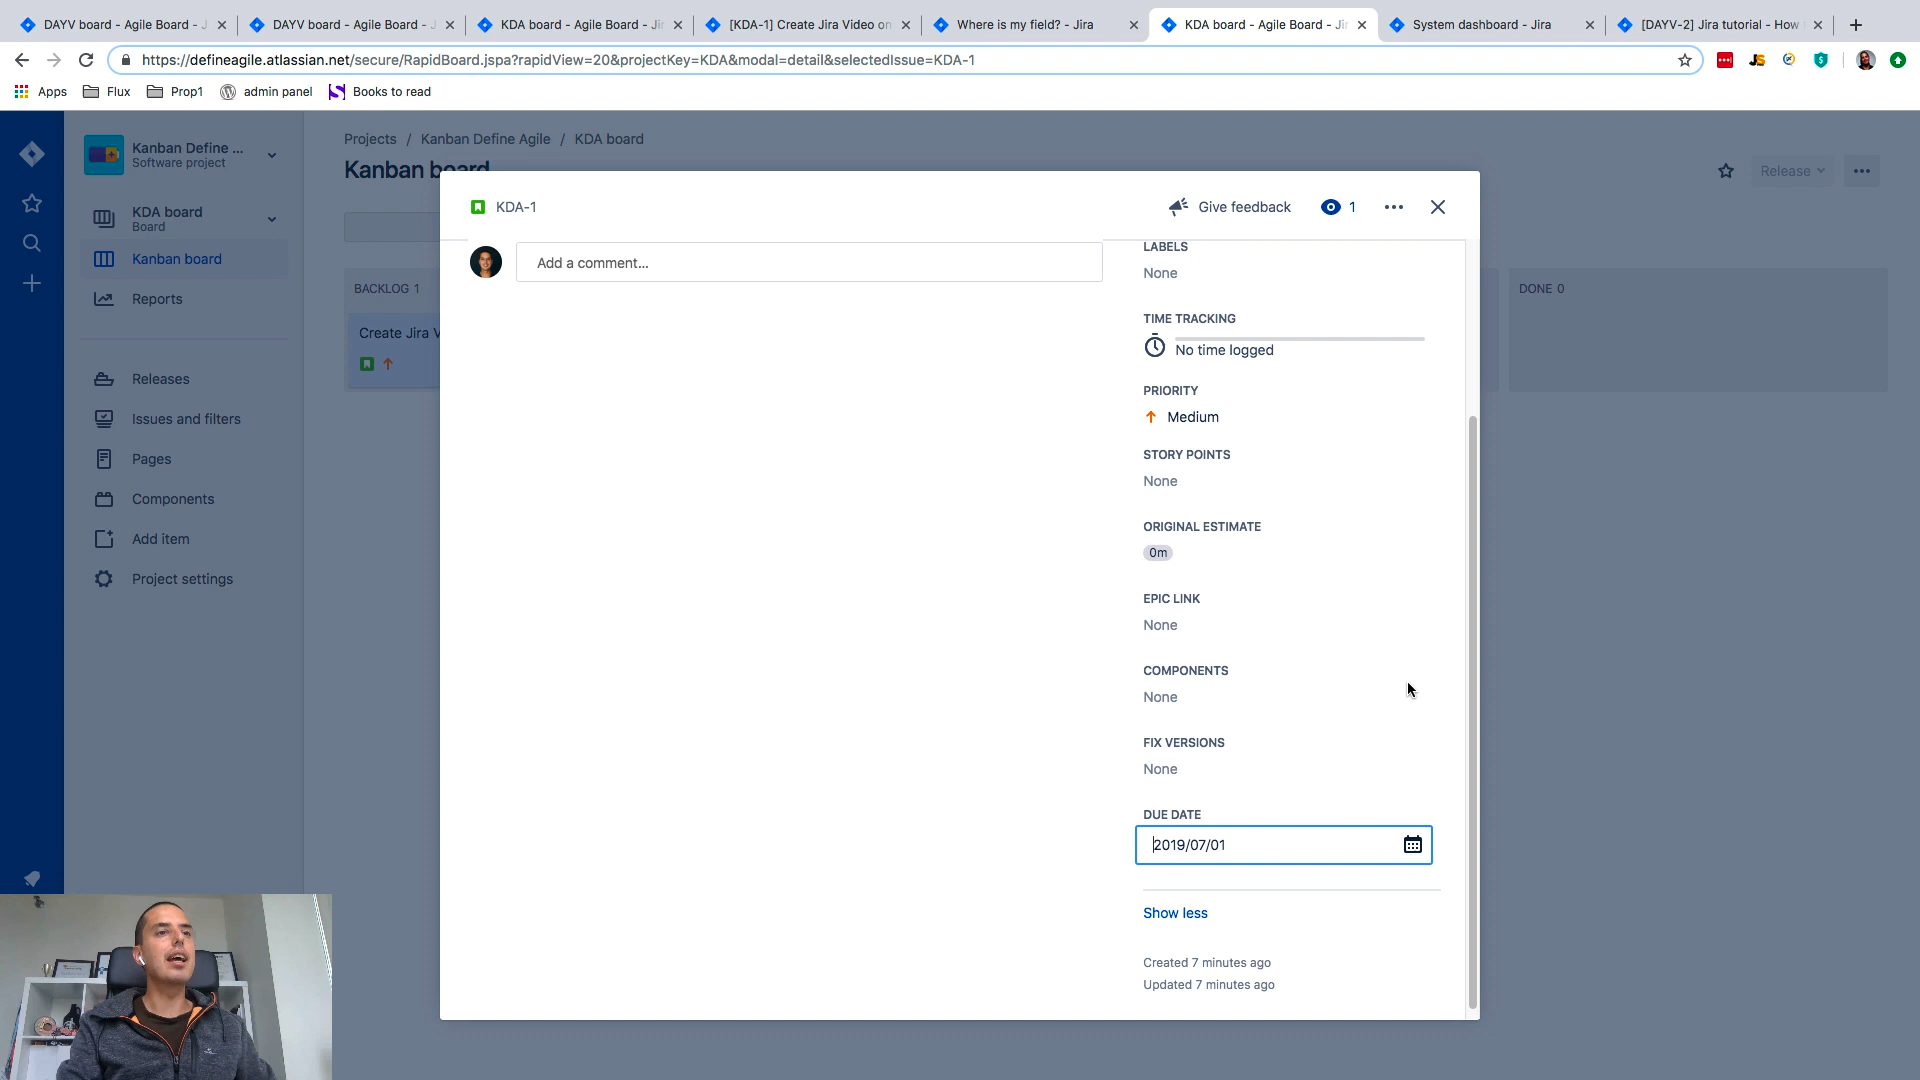 DAYV board - Agile Board - J
DAYV board - Agile Board - J
KDA board - Agile Board - Jir
[KDA-1] Create Jira Video on
Where is my field? - Jira
KDA board - Agile Board - Jir
System dashboard - Jira
[DAYV-2] Jira tutorial - How
https://defineagile.atlassian.net/secure/RapidBoard.jspa?rapidView=20&projectKey=KDA&modal=detail&selectedIssue=KDA-1
Apps
Flux
Prop1
admin panel
Books to read
Kanban Define ...
Software project
KDA board
Board
Kanban board
Reports
Releases
Issues and filters
Pages
Components
Add item
Project settings
Projects / Kanban Define Agile / KDA board
Kanban board
Release
BACKLOG 1
Create Jira V
DONE 0
KDA-1
Give feedback
1
Add a comment...
LABELS
None
TIME TRACKING
No time logged
PRIORITY
Medium
STORY POINTS
None
ORIGINAL ESTIMATE
0m
EPIC LINK
None
COMPONENTS
None
FIX VERSIONS
None
DUE DATE
2019/07/01
Show less
Created 7 minutes ago
Updated 7 minutes ago